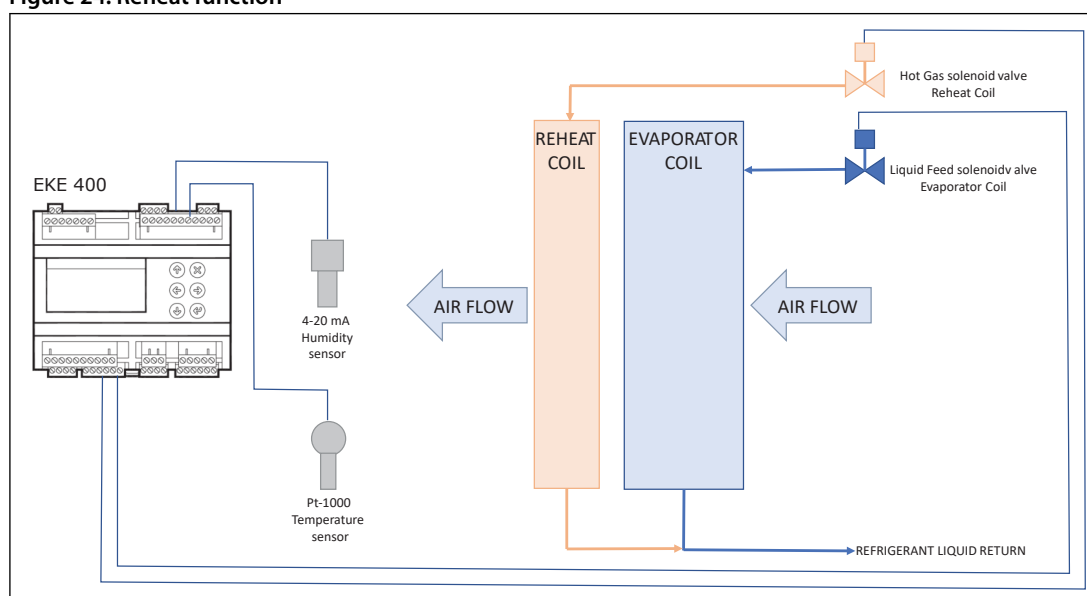 Figure 24: Reheat function
Hot Gas solenoid valve
Reheat Coil
REHEAT
COIL
EVAPORATOR
COIL
Liquid Feed solenoidv alve
Evaporator Coil
EKE 400
AIR FLOW
AIR FLOW
4-20 mA
Humidity
sensor
Pt-1000
Temperature
sensor
REFRIGERANT LIQUID RETURN